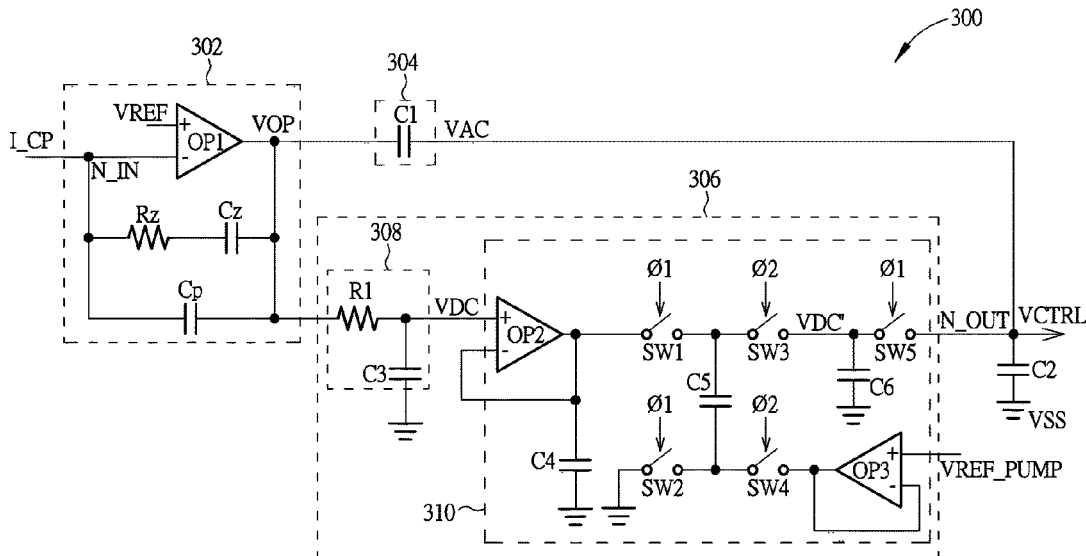 300
302
304
VREF
+
OP1
-
VOP
C1
VAC
I_CP
N_IN
306
Rz
Cz
308
Ø1
Ø2
Ø1
Cp
R1
VDC
+
OP2
-
SW1
SW3
VDC'
SW5
N_OUT
VCTRL
C3
C5
C6
C2
Ø1
Ø2
VSS
C4
SW2
SW4
OP3
+
-
VREF_PUMP
310